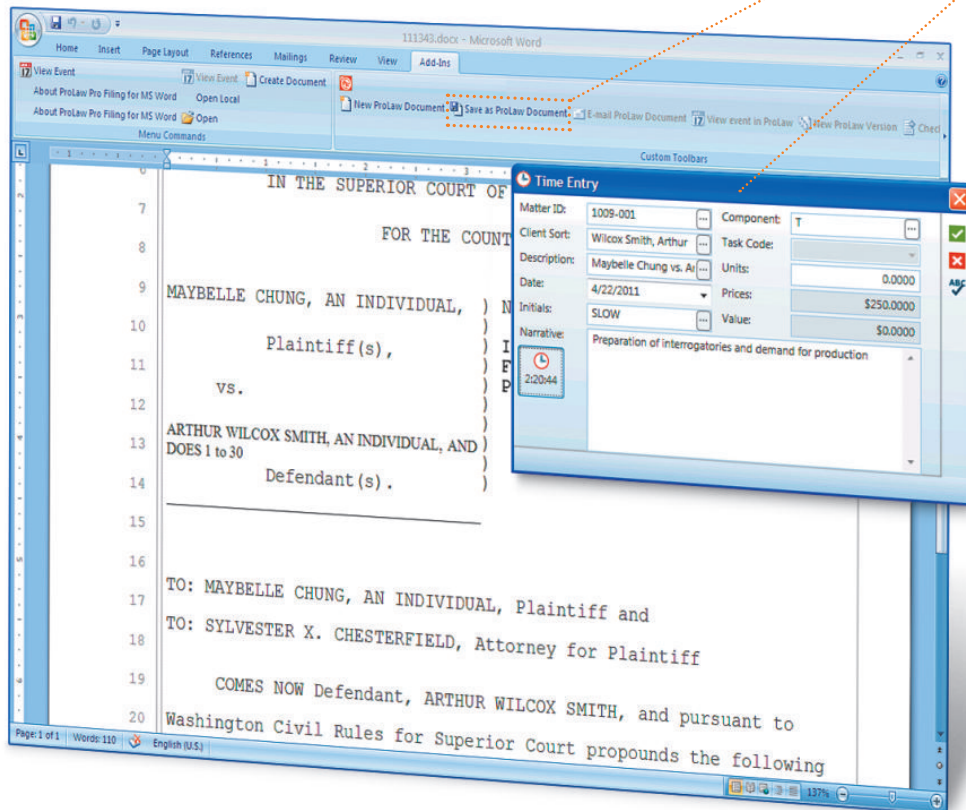 111343.docx - Microsoft Word
Home Insert Page Layout References Mailings Review View Add-Ins
View Event
About ProLaw Pro Filing for MS Word
About ProLaw Pro Filing for MS Word
View Event Create Document
Open Local
Open
Menu Commands
New ProLaw Document Save as ProLaw Document E-mail ProLaw Document View event in ProLaw New ProLaw Version Chec
Custom Toolbars
IN THE SUPERIOR COURT OF
7
8 FOR THE COUNT
9 MAYBELLE CHUNG, AN INDIVIDUAL, ) N
10 )
Plaintiff(s), ) I
11 ) F
vs. ) P
12 )
)
13 ARTHUR WILCOX SMITH, AN INDIVIDUAL, AND )
DOES 1 to 30 )
14 Defendant(s). )
15
16
17 TO: MAYBELLE CHUNG, AN INDIVIDUAL, Plaintiff and
18 TO: SYLVESTER X. CHESTERFIELD, Attorney for Plaintiff
19 COMES NOW Defendant, ARTHUR WILCOX SMITH, and pursuant to
20 Washington Civil Rules for Superior Court propounds the following
Page: 1 of 1 Words: 110 English (U.S.) 137%
Time Entry
Matter ID: 1009-001 ... Component: T ...
Client Sort: Wilcox Smith, Arthur ... Task Code:
Description: Maybelle Chung vs. Ar ... Units: 0.0000
Date: 4/22/2011 Prices: $250.0000
Initials: SLOW ... Value: $0.0000
Narrative: Preparation of interrogatories and demand for production
2:20:44
ABC